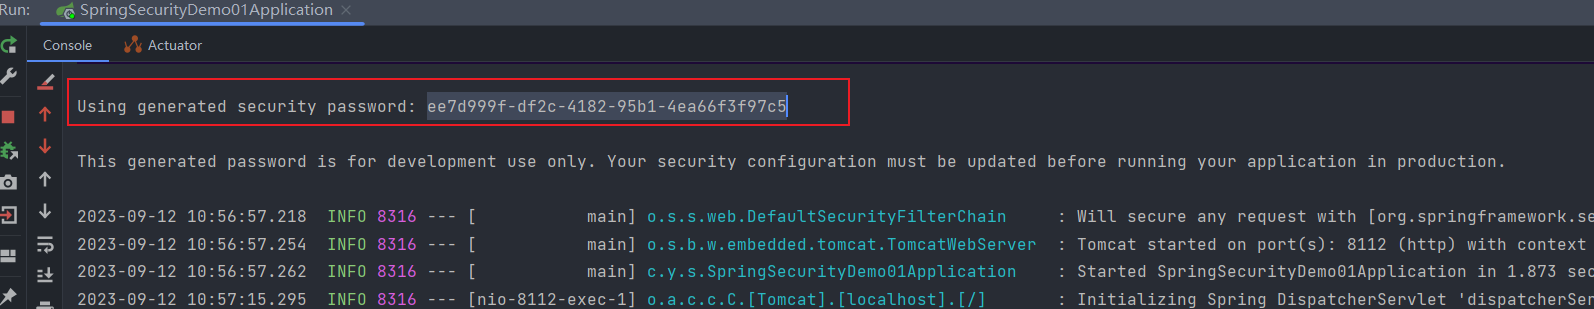 Run: SpringSecurityDemo01Application
Console Actuator
Using generated security password: ee7d999f-df2c-4182-95b1-4ea66f3f97c5
This generated password is for development use only. Your security configuration must be updated before running your application in production.
2023-09-12 10:56:57.218 INFO 8316 --- [ main] o.s.s.web.DefaultSecurityFilterChain : Will secure any request with [org.springframework.se
2023-09-12 10:56:57.254 INFO 8316 --- [ main] o.s.b.w.embedded.tomcat.TomcatWebServer : Tomcat started on port(s): 8112 (http) with context
2023-09-12 10:56:57.262 INFO 8316 --- [ main] c.y.s.SpringSecurityDemo01Application : Started SpringSecurityDemo01Application in 1.873 sec
2023-09-12 10:57:15.295 INFO 8316 --- [nio-8112-exec-1] o.a.c.c.C.[Tomcat].[localhost].[/] : Initializing Spring DispatcherServlet 'dispatcherSer